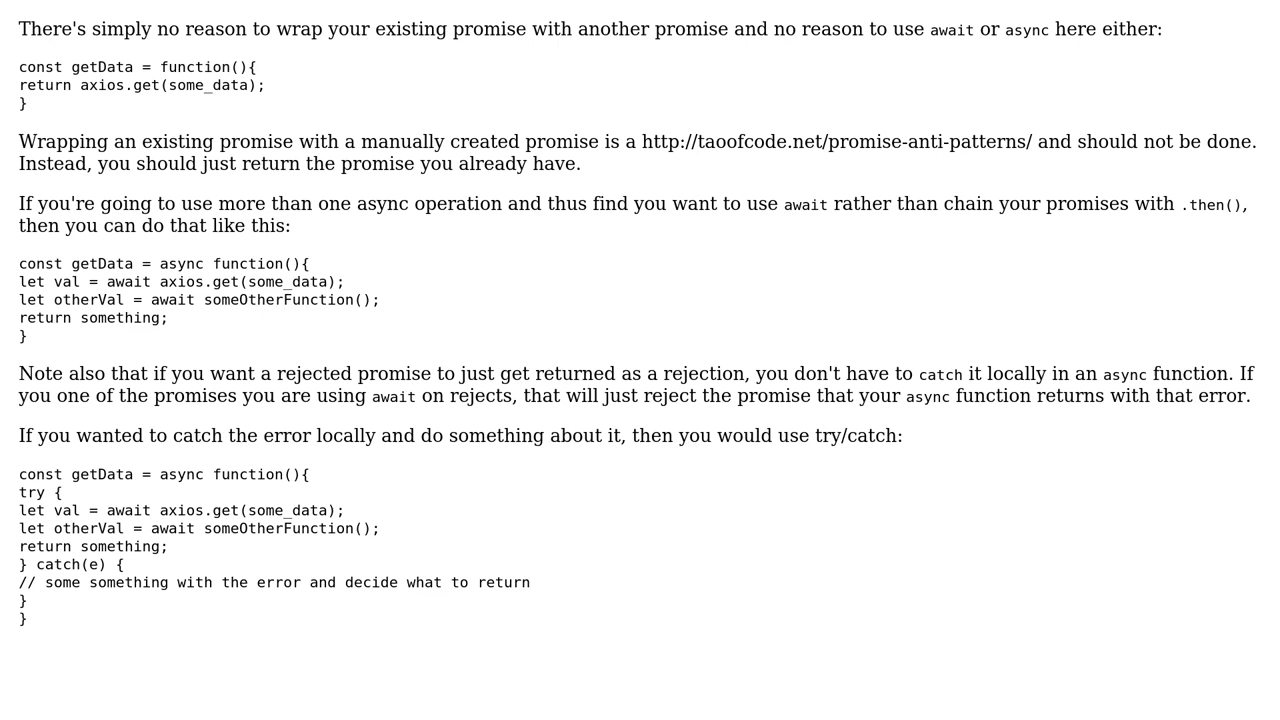 There's simply no reason to wrap your existing promise with another promise and no reason to use await or async here either:
const getData = function(){
return axios.get(some_data);
}
Wrapping an existing promise with a manually created promise is a http://taoofcode.net/promise-anti-patterns/ and should not be done.
Instead, you should just return the promise you already have.
If you're going to use more than one async operation and thus find you want to use await rather than chain your promises with .then(),
then you can do that like this:
const getData = async function(){
let val = await axios.get(some_data);
let otherVal = await someOtherFunction();
return something;
}
Note also that if you want a rejected promise to just get returned as a rejection, you don't have to catch it locally in an async function. If
you one of the promises you are using await on rejects, that will just reject the promise that your async function returns with that error.
If you wanted to catch the error locally and do something about it, then you would use try/catch:
const getData = async function(){
try {
let val = await axios.get(some_data);
let otherVal = await someOtherFunction();
return something;
} catch(e) {
// some something with the error and decide what to return
}
}